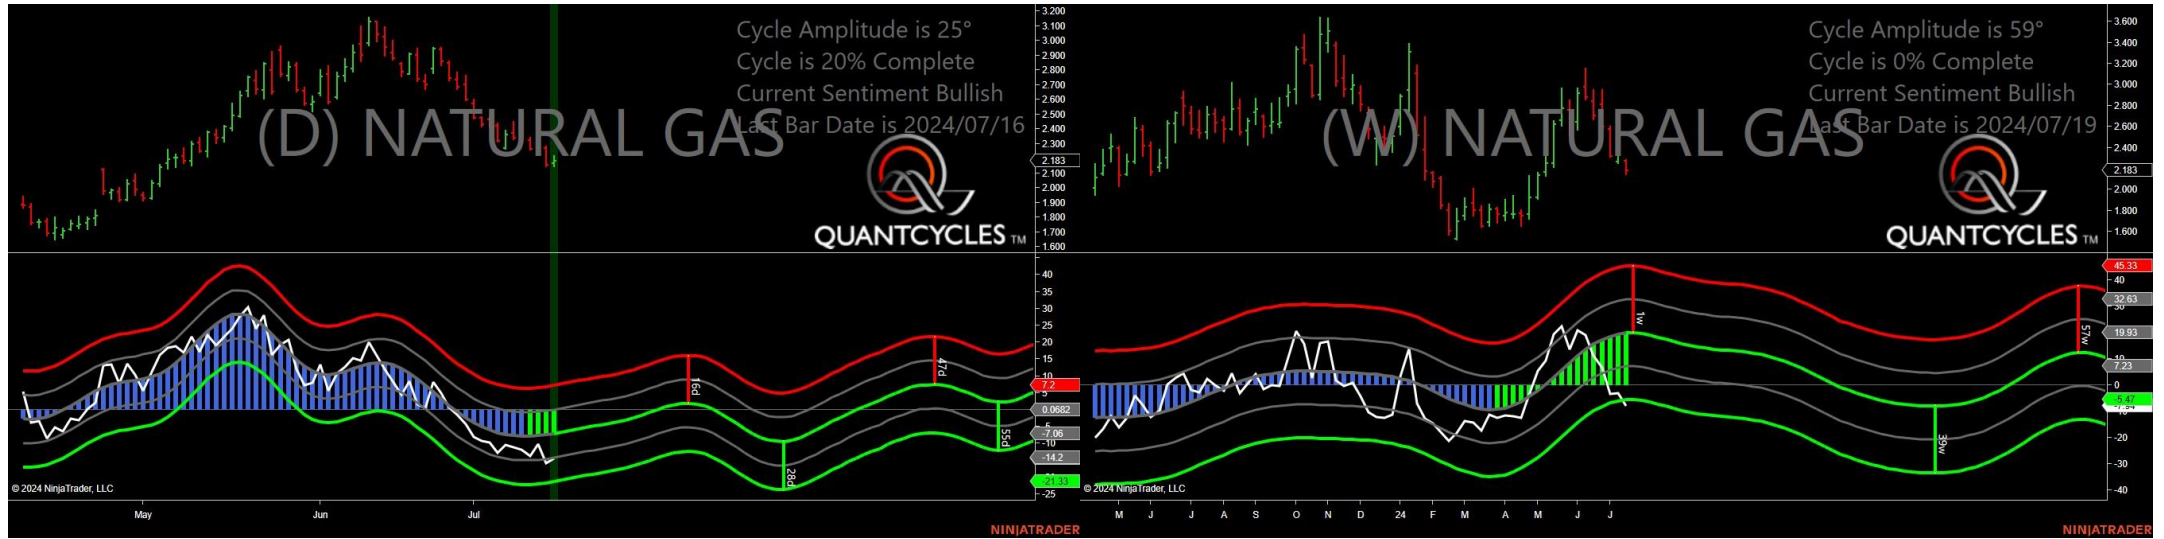 Cycle Amplitude is 25°
Cycle is 20% Complete
Current Sentiment Bullish
Last Bar Date is 2024/07/16
(D) NATURAL GAS
QUANTCYCLES TM
3.200
3.100
3.000
2.900
2.800
2.700
2.600
2.500
2.400
2.300
2.183
2.100
2.000
1.900
1.800
1.700
1.600
40
35
30
25
20
15
10
7.2
5
0.0682
-7.06
-10
-14.2
-21.33
-25
16d
28d
47d
55d
© 2024 NinjaTrader, LLC
May Jun Jul
NINJATRADER
Cycle Amplitude is 59°
Cycle is 0% Complete
Current Sentiment Bullish
Last Bar Date is 2024/07/19
(W) NATURAL GAS
QUANTCYCLES TM
3.600
3.400
3.200
3.000
2.800
2.600
2.400
2.183
2.000
1.800
1.600
45.33
40
32.63
30
19.93
10
7.23
0
-5.47
-20
-30
-40
1w
39w
57w
© 2024 NinjaTrader, LLC
M J J A S O N D 24 F M A M J J
NINJATRADER